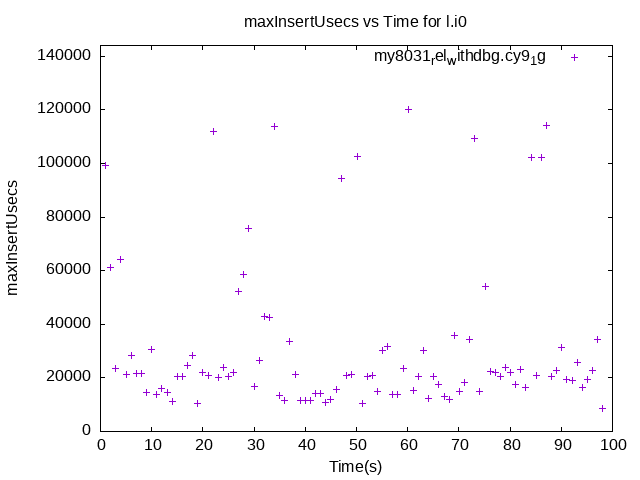 maxInsertUsecs vs Time for l.i0
my8031relwithdbg.cy91g
140000
120000
100000
80000
60000
40000
20000
0
maxInsertUsecs
0 10 20 30 40 50 60 70 80 90 100
Time(s)